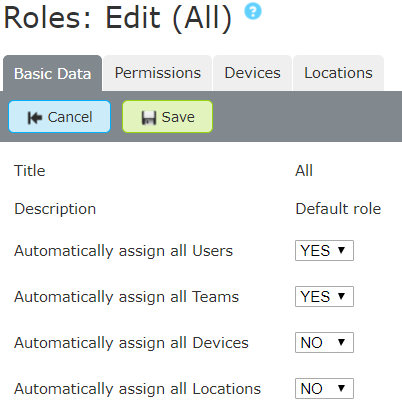 Roles: Edit (All) ?
Basic Data Permissions Devices Locations
Cancel Save
Title All
Description Default role
Automatically assign all Users YES
Automatically assign all Teams YES
Automatically assign all Devices NO
Automatically assign all Locations NO